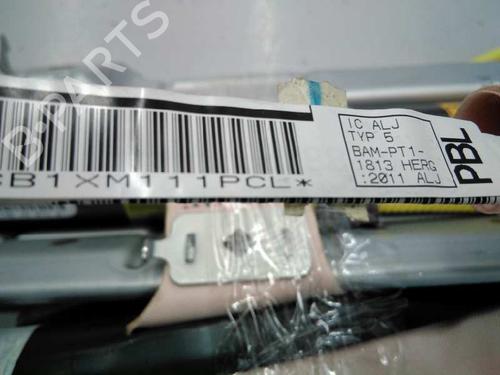 B-PARTS
B1XM111PCL*
IC ALJ
TYP 5
BAM-PT1-
1813 HERG
:2011 ALJ
PBL